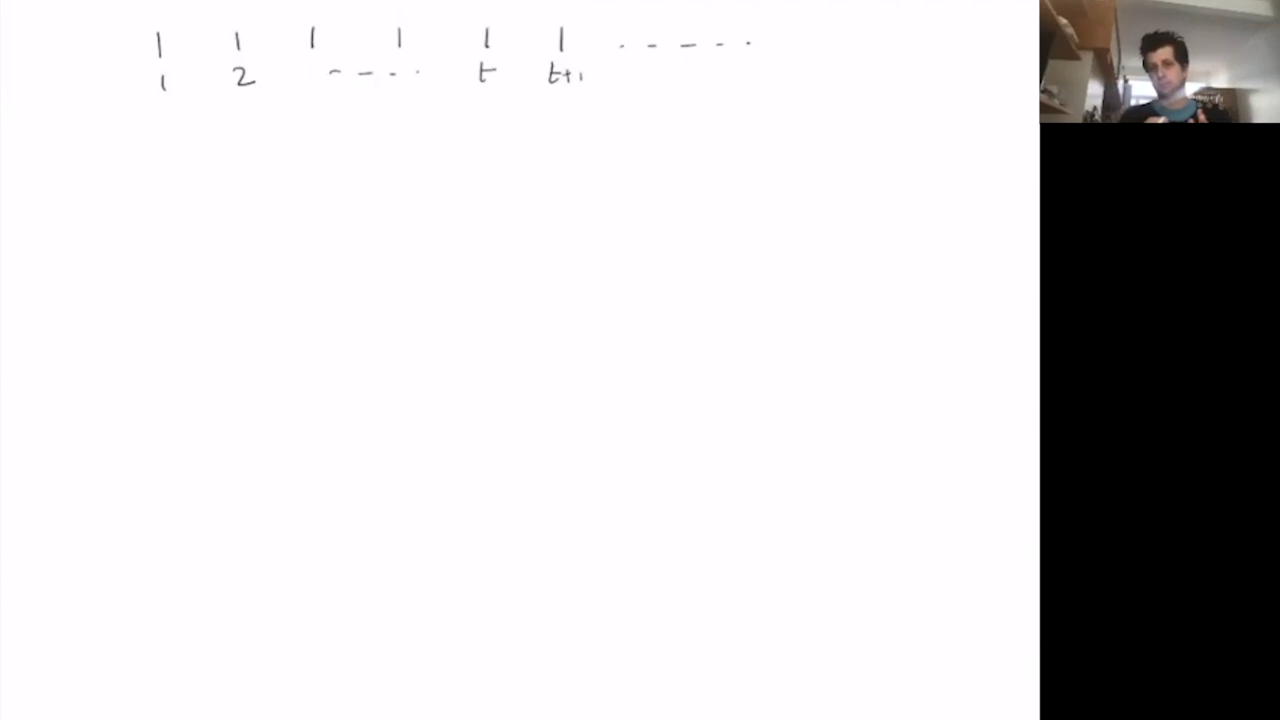 | | | | | | . - - - - .
1 2 - - - . t t+1